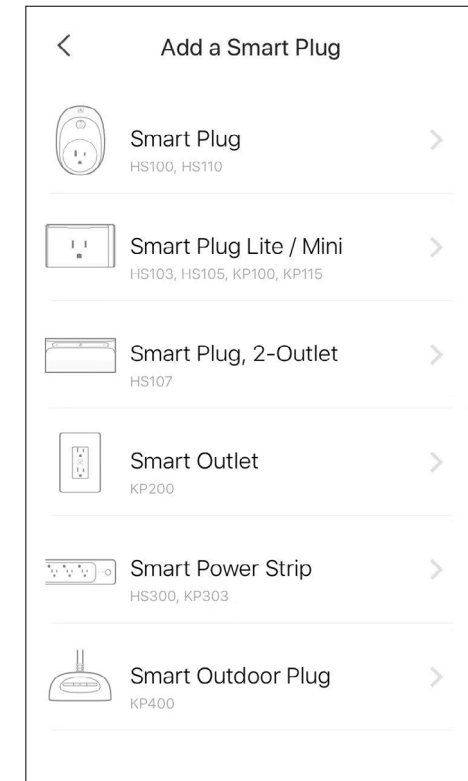 Add a Smart Plug
Smart Plug
HS100, HS110
Smart Plug Lite / Mini
HS103, HS105, KP100, KP115
Smart Plug, 2-Outlet
HS107
Smart Outlet
KP200
Smart Power Strip
HS300, KP303
Smart Outdoor Plug
KP400